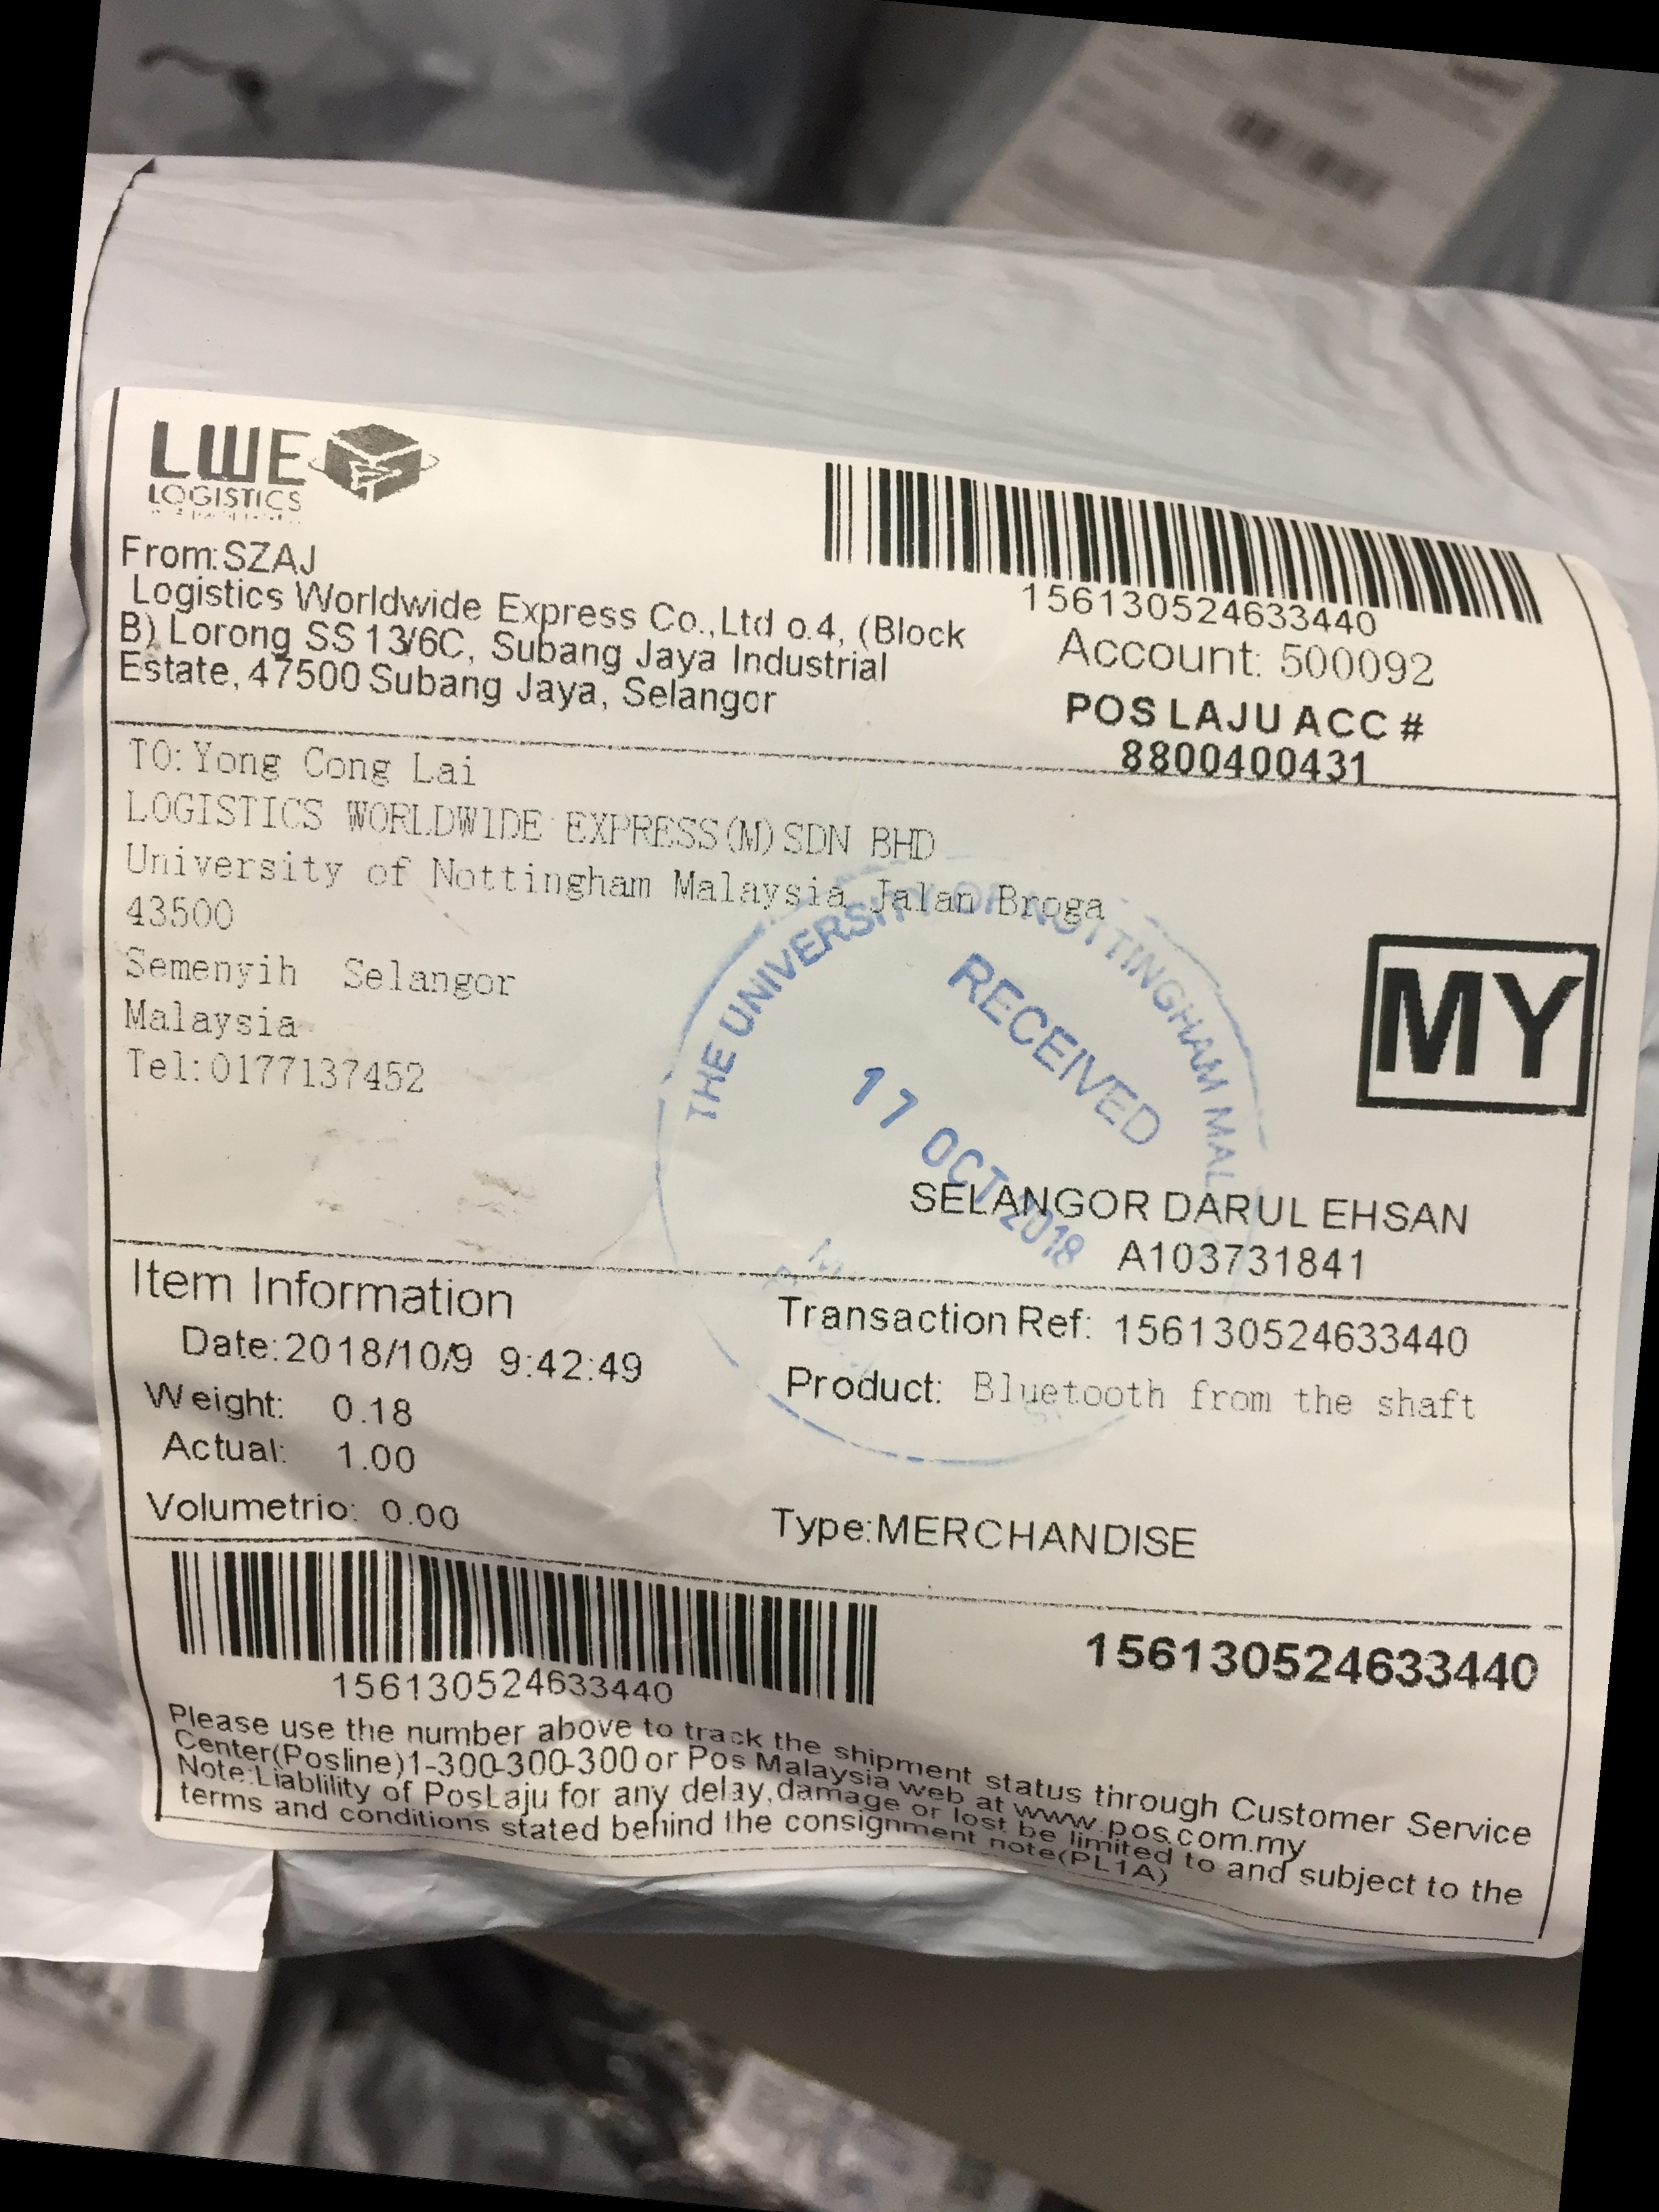 LWE
LOGISTICS
156130524633440
Account: 500092
POS LAJU ACC #
8800400431
From:SZAJ
Logistics Worldwide Express Co.,Ltd o.4, (Block
B) Lorong SS 13/6C, Subang Jaya Industrial
Estate, 47500 Subang Jaya, Selangor
TO:Yong Cong Lai
LOGISTICS WORLDWIDE EXPRESS(M)SDN BHD
University of Nottingham Malaysia Jalan Broga
43500
Semenyih Selangor
Malaysia
Tel:0177137452
MY
THE UNIVERSITY OF NOTTINGHAM MAL
RECEIVED
17 OCT 2018
SELANGOR DARUL EHSAN
A103731841
Item Information
Date:2018/10/9 9:42:49
Weight: 0.18
Actual: 1.00
Volumetrio: 0.00
Transaction Ref: 156130524633440
Product: Bluetooth from the shaft
Type:MERCHANDISE
156130524633440
156130524633440
Please use the number above to track the shipment status through Customer Service
Center(Posline)1-300-300-300 or Pos Malaysia web at www.pos.com.my
Note:Liablility of PosLaju for any delay,damage or lost be limited to and subject to the
terms and conditions stated behind the consignment note(PL1A)